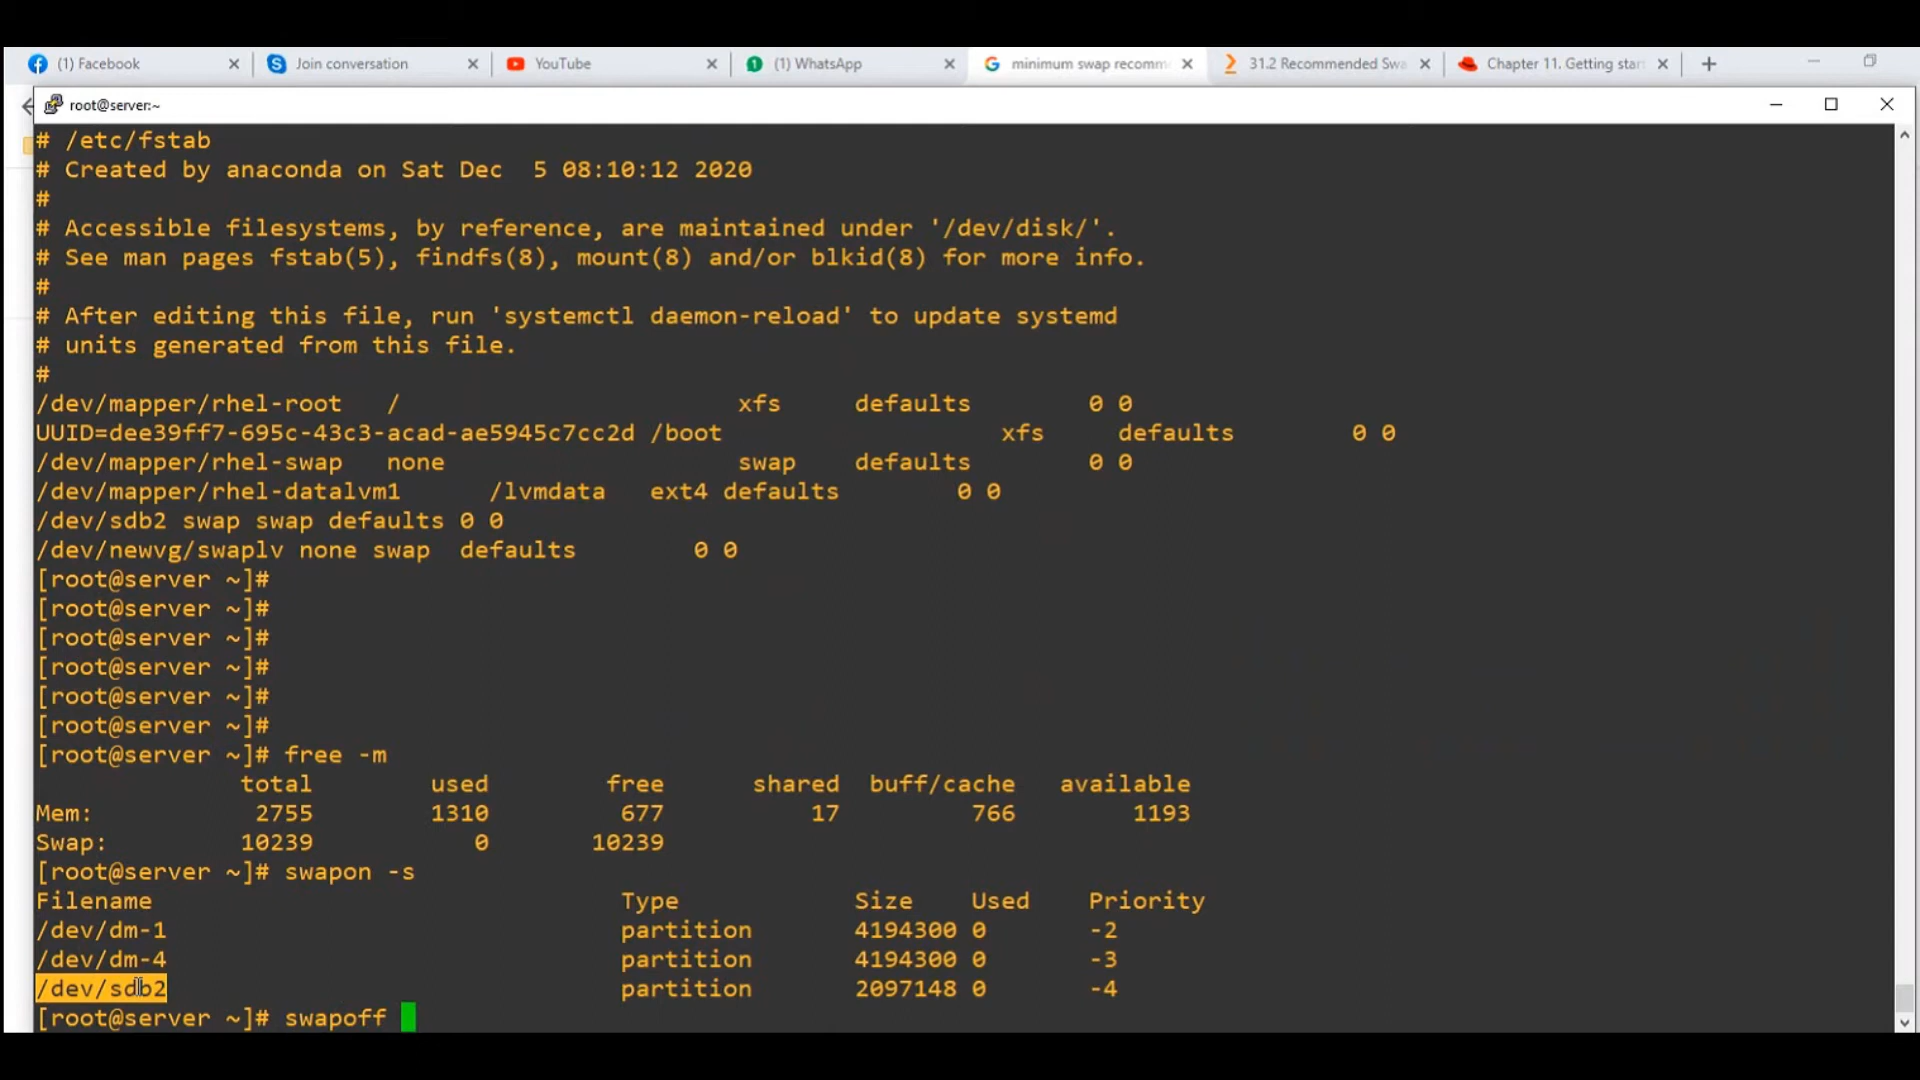 (1) Facebook
Join conversation
YouTube
(1) WhatsApp
minimum swap recomm
31.2 Recommended Swa
Chapter 11. Getting star
root@server:~
# /etc/fstab
# Created by anaconda on Sat Dec  5 08:10:12 2020
#
# Accessible filesystems, by reference, are maintained under '/dev/disk/'.
# See man pages fstab(5), findfs(8), mount(8) and/or blkid(8) for more info.
#
# After editing this file, run 'systemctl daemon-reload' to update systemd
# units generated from this file.
#
/dev/mapper/rhel-root   /                       xfs     defaults        0 0
UUID=dee39ff7-695c-43c3-acad-ae5945c7cc2d /boot                   xfs     defaults        0 0
/dev/mapper/rhel-swap   none                    swap    defaults        0 0
/dev/mapper/rhel-datalvm1      /lvmdata   ext4 defaults        0 0
/dev/sdb2 swap swap defaults 0 0
/dev/newvg/swaplv none swap  defaults        0 0
[root@server ~]#
[root@server ~]#
[root@server ~]#
[root@server ~]#
[root@server ~]#
[root@server ~]#
[root@server ~]# free -m
total        used        free      shared  buff/cache   available
Mem:           2755        1310         677          17         766        1193
Swap:         10239           0       10239
[root@server ~]# swapon -s
Filename                                Type            Size    Used    Priority
/dev/dm-1                               partition       4194300 0       -2
/dev/dm-4                               partition       4194300 0       -3
/dev/sdb2                               partition       2097148 0       -4
[root@server ~]# swapoff